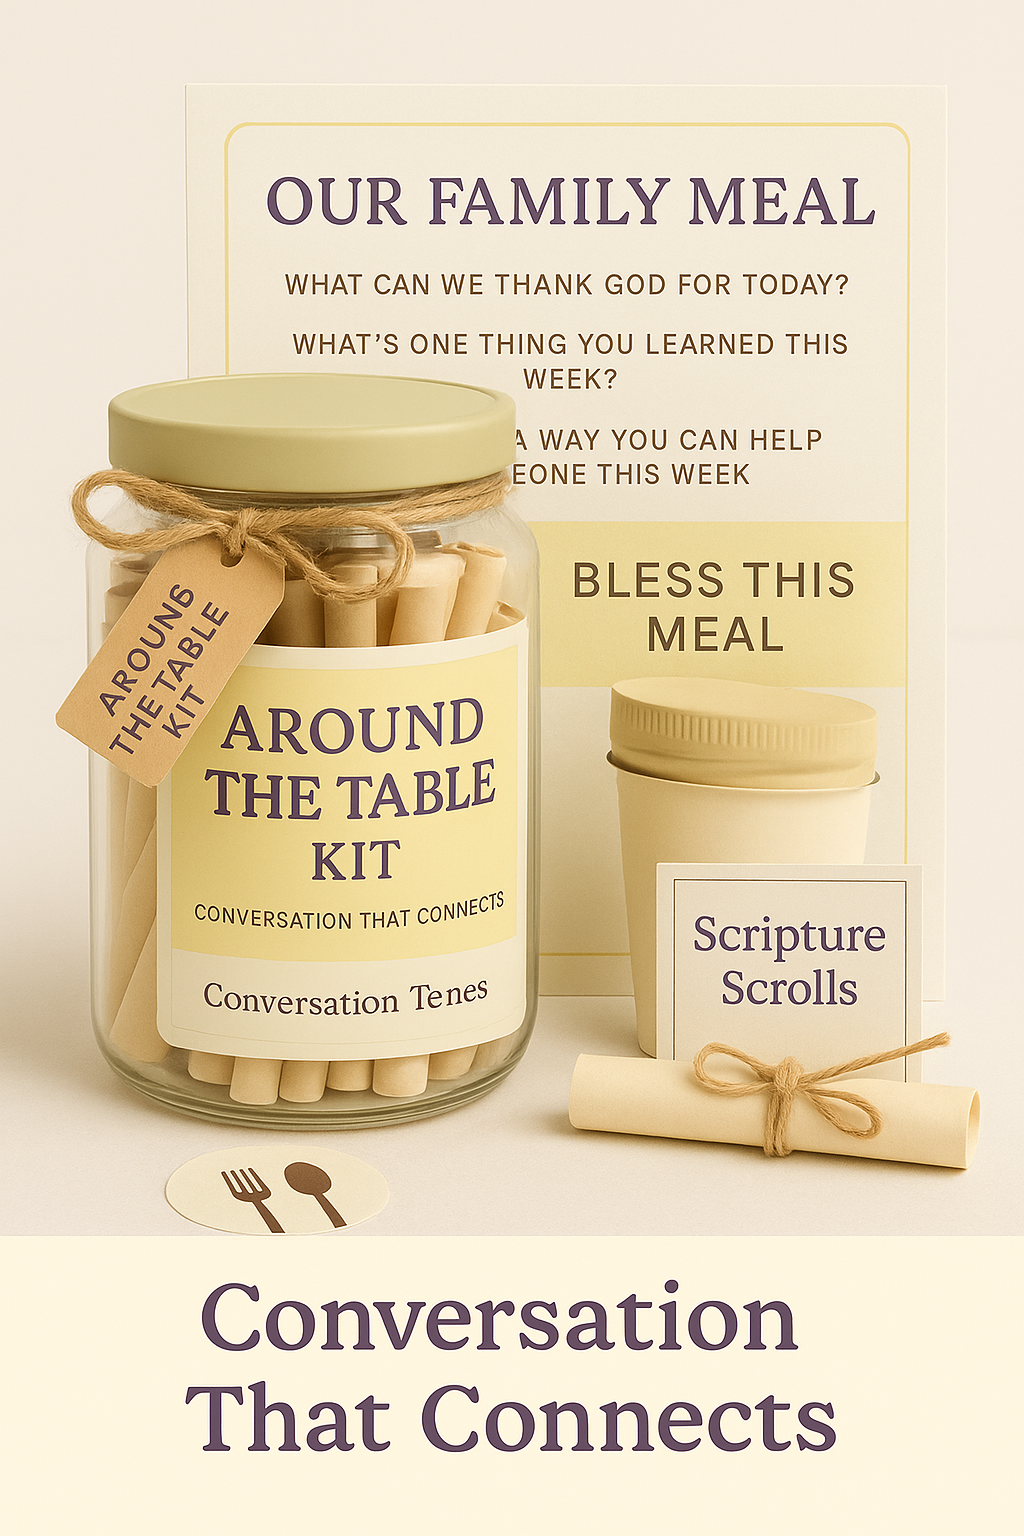 OUR FAMILY MEAL
WHAT CAN WE THANK GOD FOR TODAY?
WHAT'S ONE THING YOU LEARNED THIS
WEEK?
A WAY YOU CAN HELP
EONE THIS WEEK
BLESS THIS
MEAL
AROUND
THE TABLE
KIT
AROUND
THE TABLE
KIT
CONVERSATION THAT CONNECTS
Conversation Tenes
Scripture
Scrolls
Conversation
That Connects